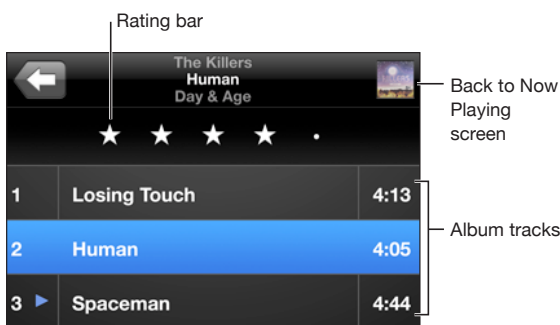 Rating bar
The Killers
Human
Day & Age
Back to Now
Playing
screen
1 Losing Touch 4:13
2 Human 4:05
3 Spaceman 4:44
Album tracks